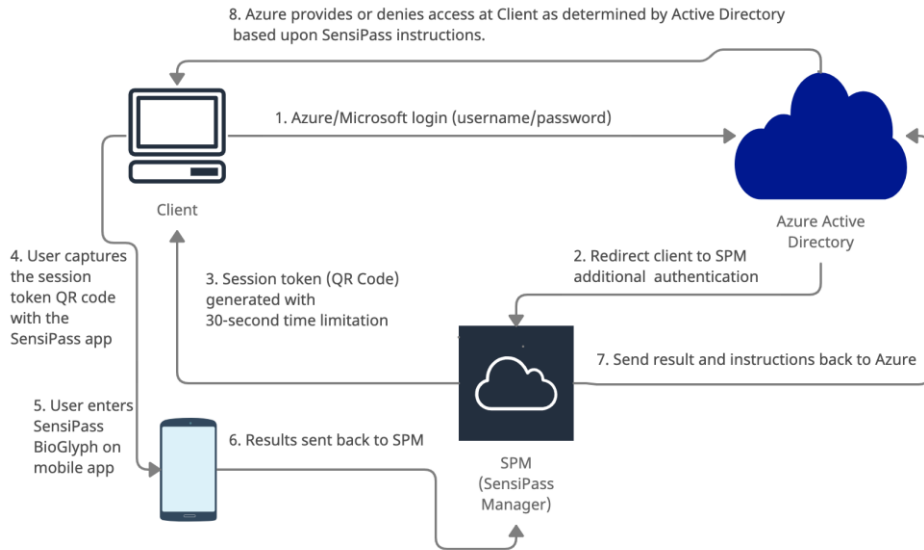 8. Azure provides or denies access at Client as determined by Active Directory
based upon SensiPass instructions.
1. Azure/Microsoft login (username/password)
Client
Azure Active
Directory
4. User captures
the session
token QR code
with the
SensiPass app
3. Session token (QR Code)
generated with
30-second time limitation
2. Redirect client to SPM
additional authentication
7. Send result and instructions back to Azure
5. User enters
SensiPass
BioGlyph on
mobile app
6. Results sent back to SPM
SPM
(SensiPass
Manager)